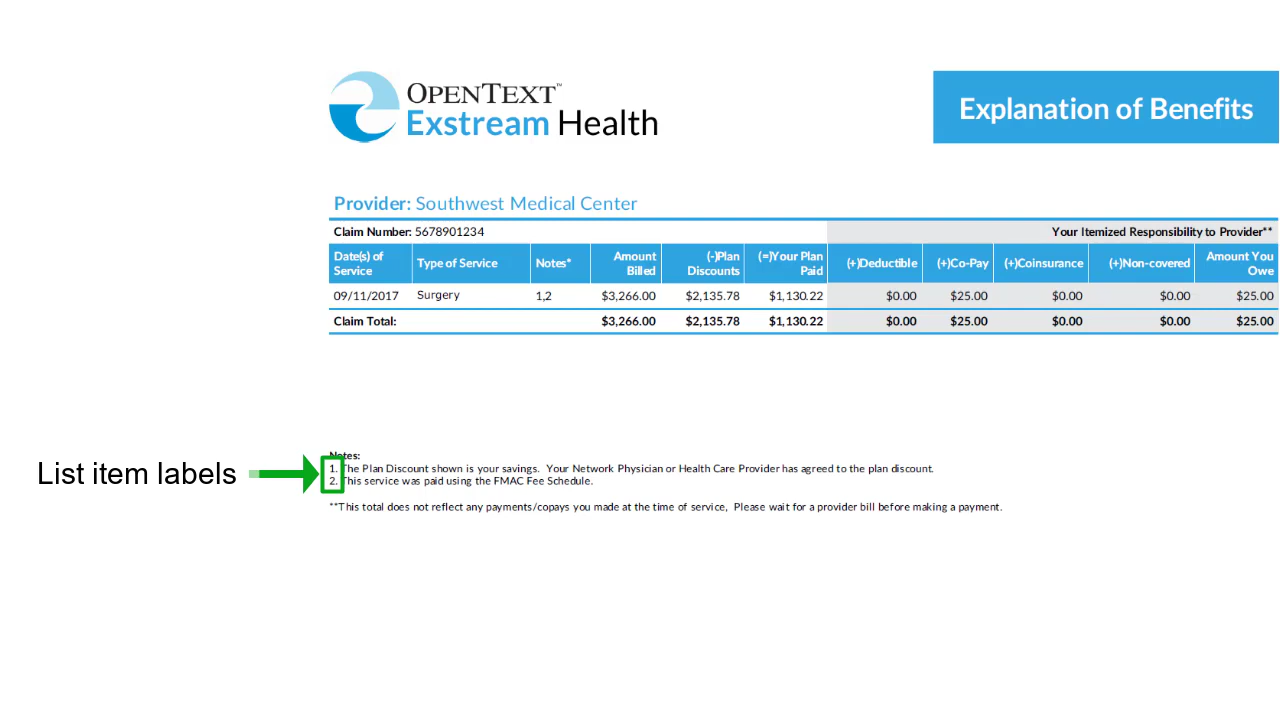 OPENTEXT™
Exstream Health
Explanation of Benefits
Provider: Southwest Medical Center
Claim Number: 5678901234 Your Itemized Responsibility to Provider**
Date(s) of Service Type of Service Notes* Amount Billed (-)Plan Discounts (=)Your Plan Paid (+)Deductible (+)Co-Pay (+)Coinsurance (+)Non-covered Amount You Owe
09/11/2017 Surgery 1,2 $3,266.00 $2,135.78 $1,130.22 $0.00 $25.00 $0.00 $0.00 $25.00
Claim Total: $3,266.00 $2,135.78 $1,130.22 $0.00 $25.00 $0.00 $0.00 $25.00
List item labels
Notes:
1. The Plan Discount shown is your savings. Your Network Physician or Health Care Provider has agreed to the plan discount.
2. This service was paid using the FMAC Fee Schedule.
**This total does not reflect any payments/copays you made at the time of service, Please wait for a provider bill before making a payment.